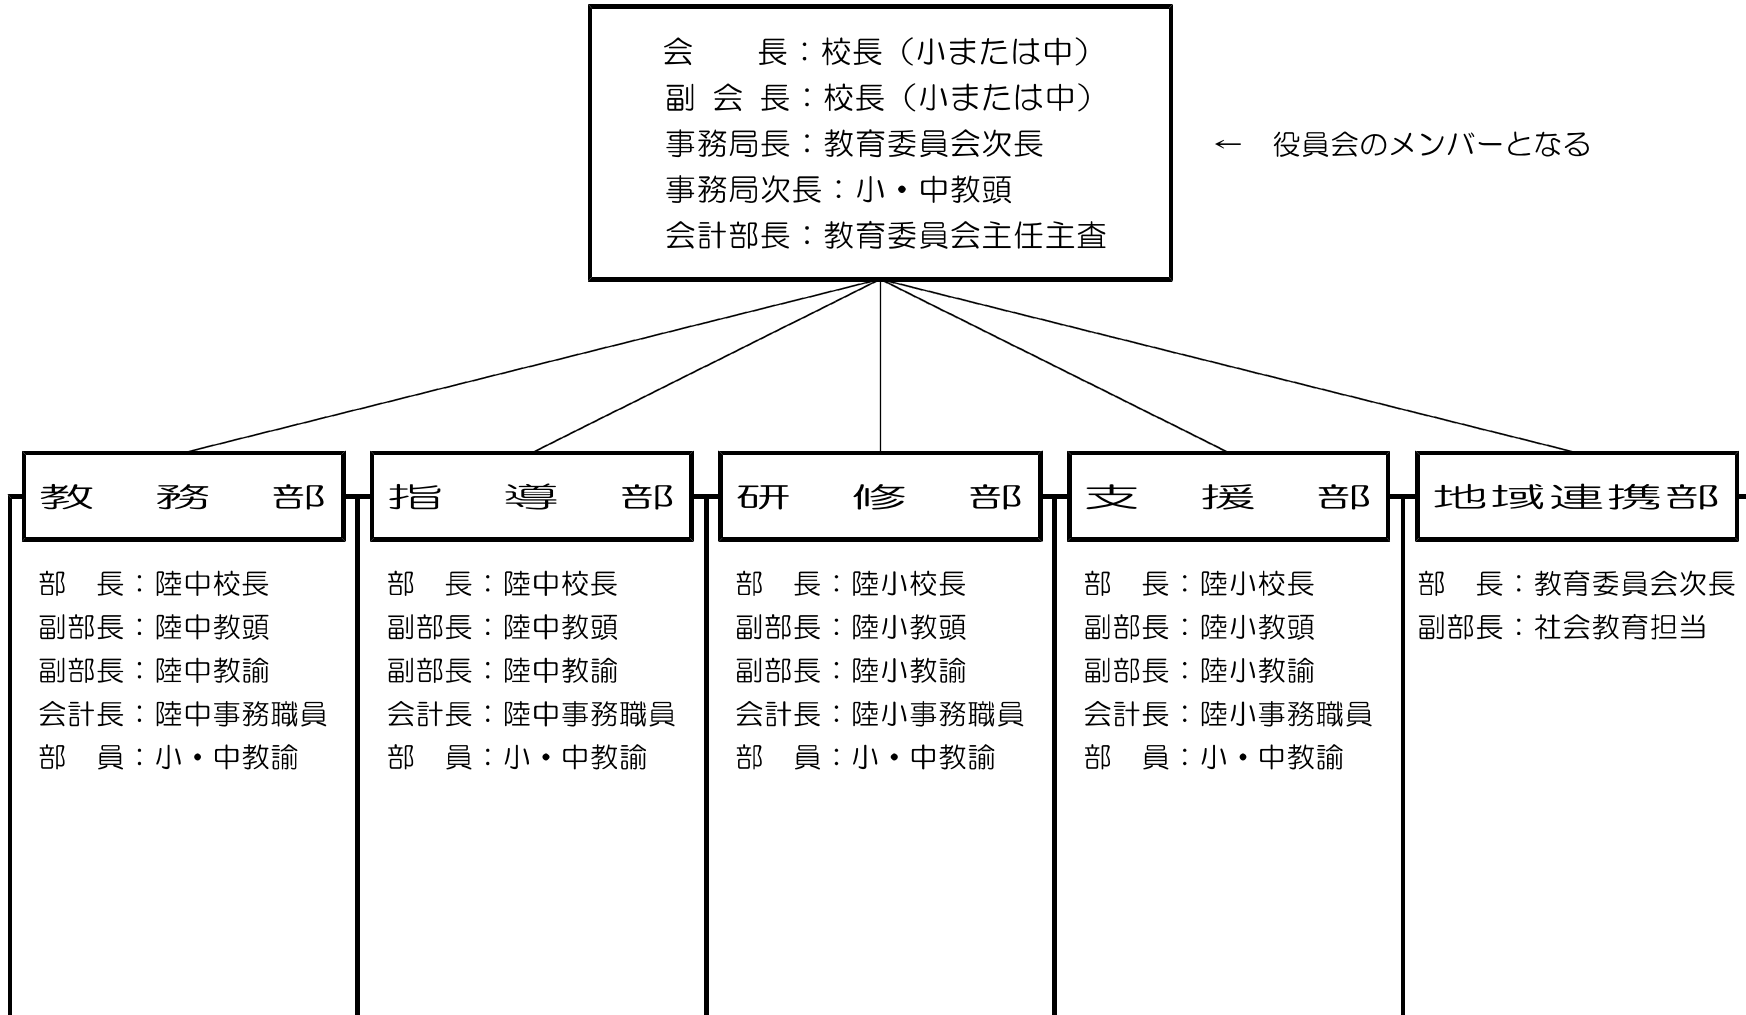 会　　長：校長（小または中）
副 会 長：校長（小または中）
事務局長：教育委員会次長
事務局次長：小・中教頭
会計部長：教育委員会主任主査
←　役員会のメンバーとなる
教　務　部
部　長：陸中校長
副部長：陸中教頭
副部長：陸中教諭
会計長：陸中事務職員
部　員：小・中教諭
指　導　部
部　長：陸中校長
副部長：陸中教頭
副部長：陸中教諭
会計長：陸中事務職員
部　員：小・中教諭
研　修　部
部　長：陸小校長
副部長：陸小教頭
副部長：陸小教諭
会計長：陸小事務職員
部　員：小・中教諭
支　援　部
部　長：陸小校長
副部長：陸小教頭
副部長：陸小教諭
会計長：陸小事務職員
部　員：小・中教諭
地域連携部
部　長：教育委員会次長
副部長：社会教育担当